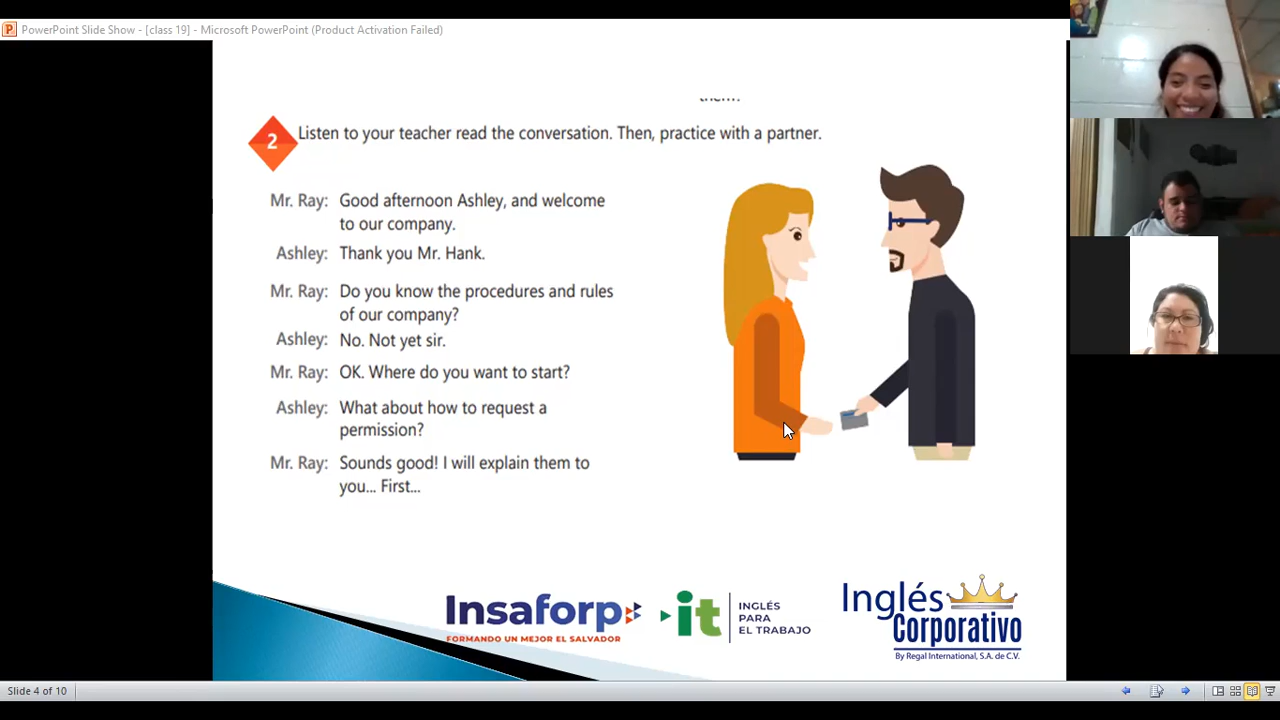 PowerPoint Slide Show - [class 19] - Microsoft PowerPoint (Product Activation Failed)
2
Listen to your teacher read the conversation. Then, practice with a partner.
Mr. Ray: Good afternoon Ashley, and welcome
to our company.
Ashley: Thank you Mr. Hank.
Mr. Ray: Do you know the procedures and rules
of our company?
Ashley: No. Not yet sir.
Mr. Ray: OK. Where do you want to start?
Ashley: What about how to request a
permission?
Mr. Ray: Sounds good! I will explain them to
you... First...
Insaforp
FORMANDO UN MEJOR EL SALVADOR
it
INGLÉS
PARA
EL TRABAJO
Inglés
Corporativo
By Regal International, S.A. de C.V.
Slide 4 of 10